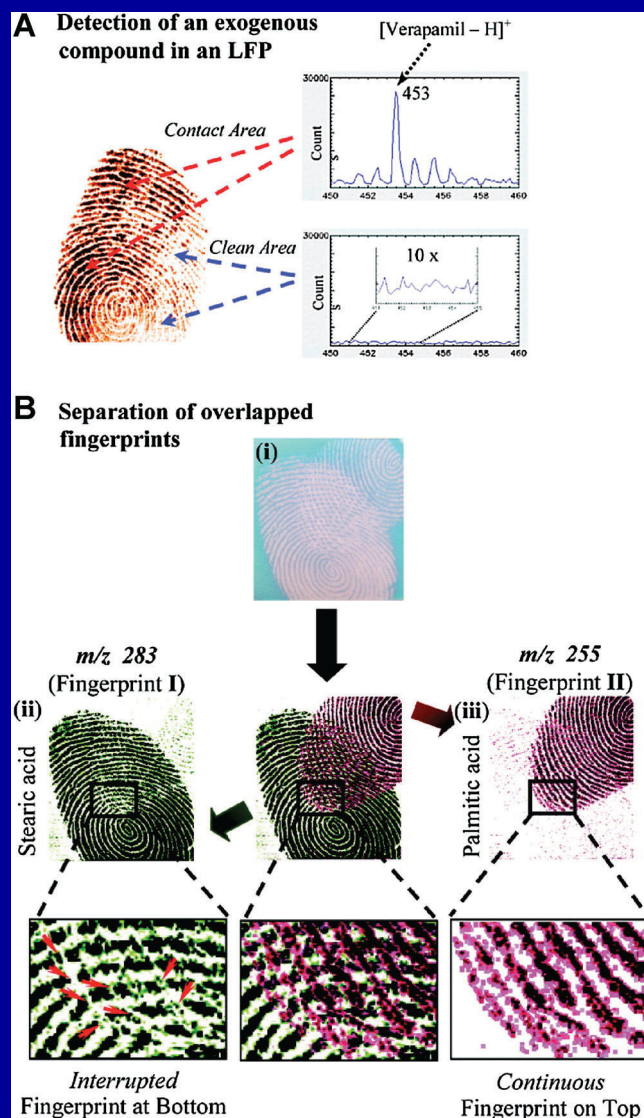 A Detection of an exogenous
compound in an LFP
[Verapamil – H]+
Contact Area
Clean Area
30000
453
Count
S
450 452 454 456 458 460
30000
10 x
Count
S
450 452 454 456 458 460
B Separation of overlapped
fingerprints
(i)
m/z 283
(Fingerprint I)
m/z 255
(Fingerprint II)
(ii)
(iii)
Stearic acid
Palmitic acid
Interrupted
Fingerprint at Bottom
Continuous
Fingerprint on Top